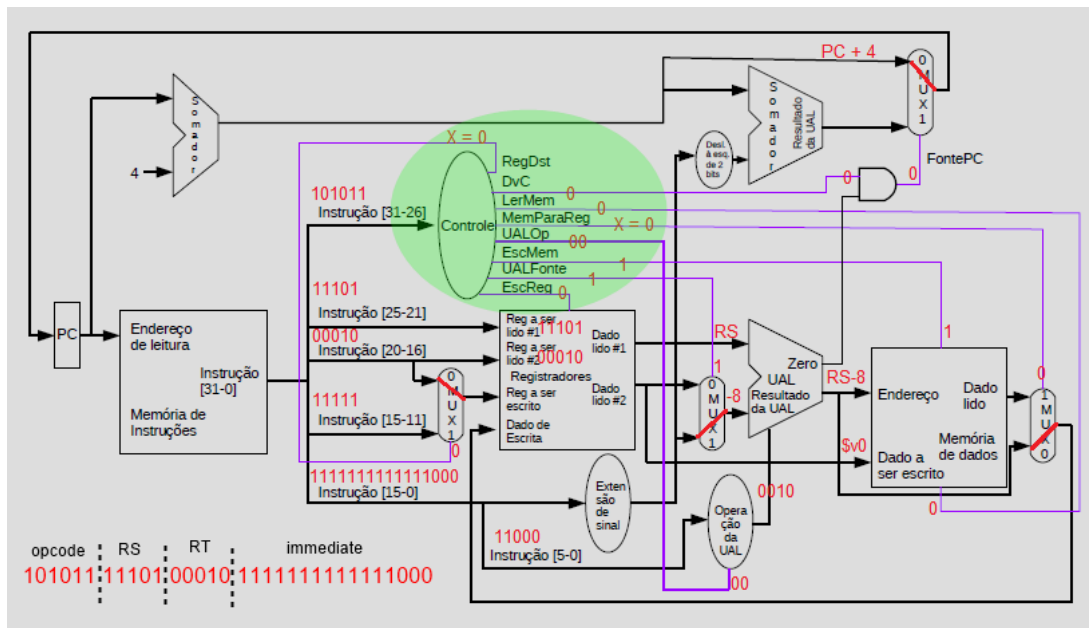 PC + 4
0
M
U
X
1
S
o
m
a
d
o
r
S
o
m
a
d
o
r
Resultado
da UAL
4
Desl.
à esq.
de 2
bits
FontePC
0
0
X = 0
RegDst
DvC
0
LerMem
0
MemParaReg
X = 0
UALOp
00
EscMem
1
UALFonte
1
EscReg
0
Controle
101011
Instrução [31-26]
11101
Instrução [25-21]
00010
Instrução [20-16]
11111
Instrução [15-11]
1111111111111000
Instrução [15-0]
11000
Instrução [5-0]
PC
Endereço
de leitura
Instrução
[31-0]
Memória de
Instruções
0
M
U
X
1
0
Reg a ser
lido #1
11101
Reg a ser
lido #2
00010
Registradores
Reg a ser
escrito
Dado de
Escrita
Dado
lido #1
Dado
lido #2
RS
1
0
M
U
X
1
-8
Zero
UAL
Resultado
da UAL
RS-8
$v0
1
Endereço
Dado
lido
Memória
de dados
Dado a
ser escrito
0
0
1
M
U
X
0
Exten
são
de
sinal
Opera
ção
da
UAL
0010
00
opcode RS RT immediate
101011 11101 00010 1111111111111000